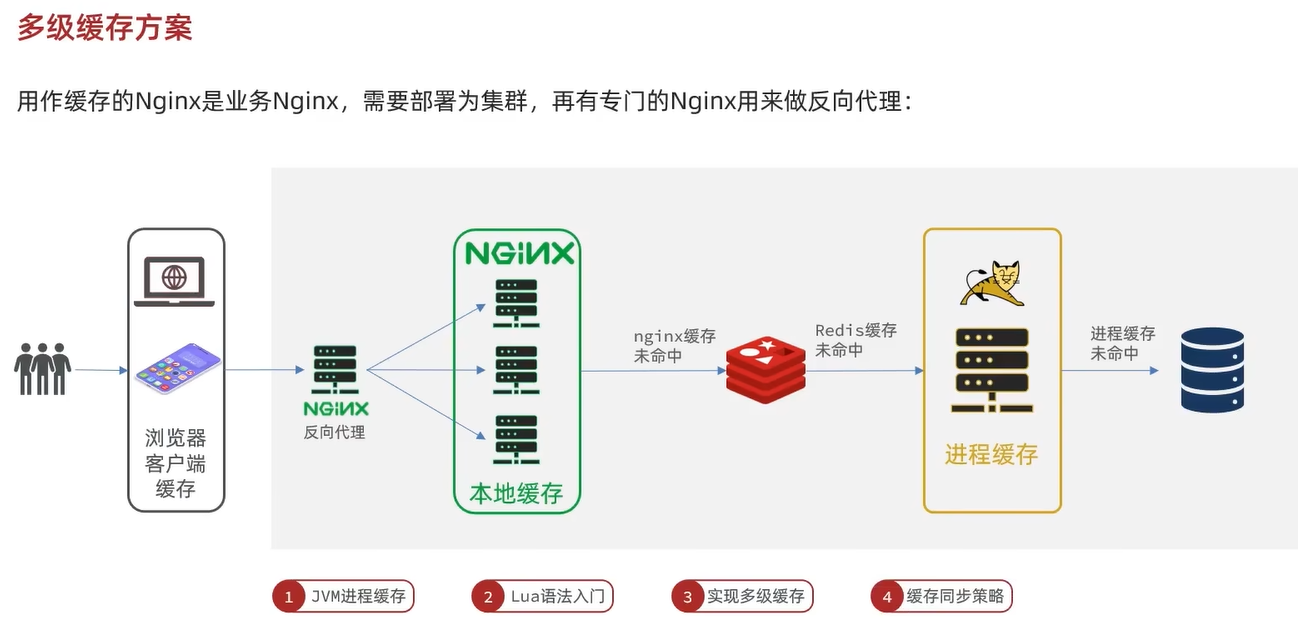 多级缓存方案
用作缓存的Nginx是业务Nginx，需要部署为集群，再有专门的Nginx用来做反向代理：
浏览器
客户端
缓存
NGINX
反向代理
NGINX
本地缓存
nginx缓存
未命中
Redis缓存
未命中
进程缓存
进程缓存
未命中
1 JVM进程缓存
2 Lua语法入门
3 实现多级缓存
4 缓存同步策略